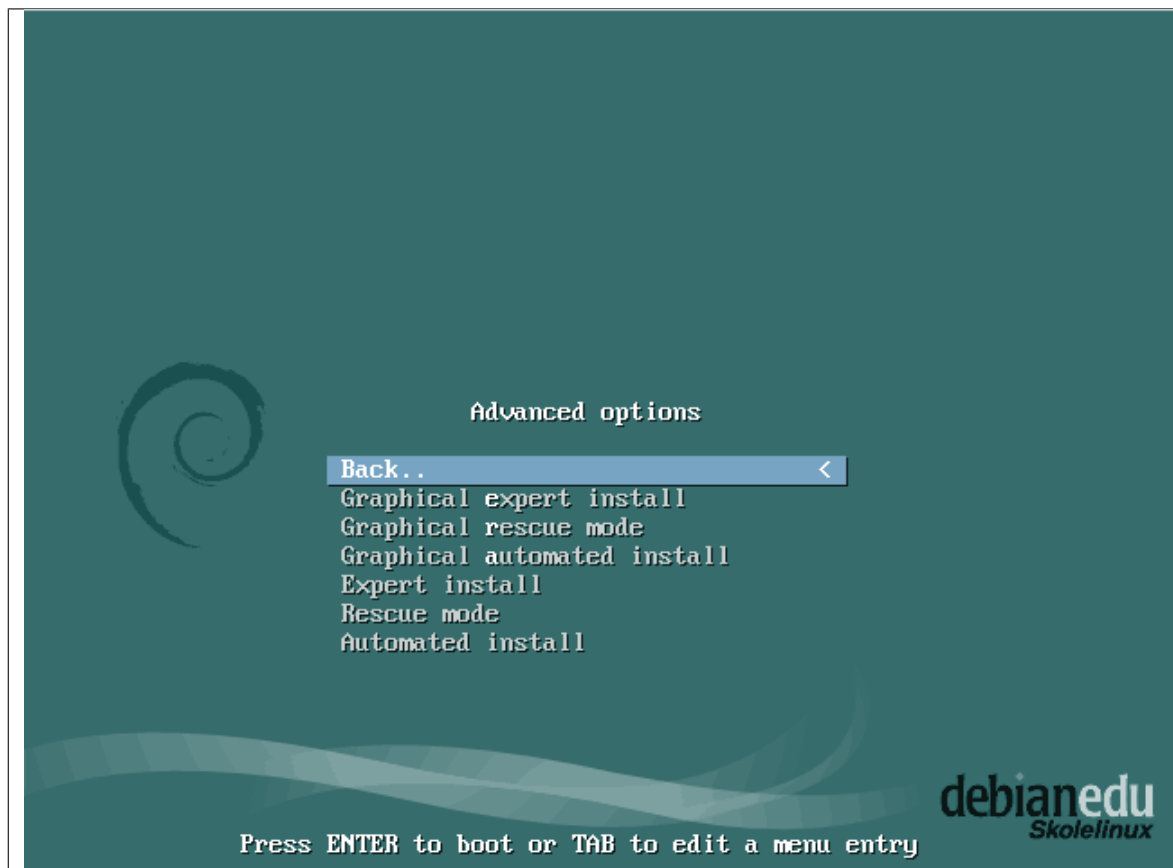 Advanced options
Back.. <
Graphical expert install
Graphical rescue mode
Graphical automated install
Expert install
Rescue mode
Automated install
debianedu
Skolelinux
Press ENTER to boot or TAB to edit a menu entry